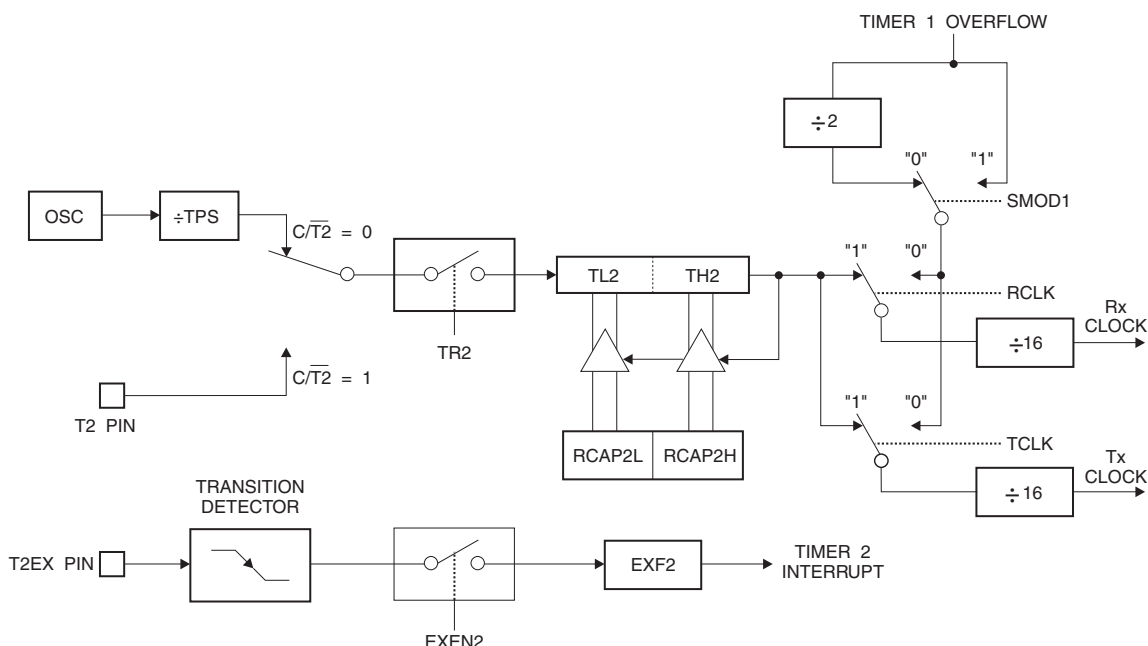 TIMER 1 OVERFLOW
÷2
"0" "1"
SMOD1
OSC
÷TPS
C/T2̅ = 0
TR2
TL2
TH2
"1" "0"
RCLK
÷16
Rx
CLOCK
C/T2̅ = 1
T2 PIN
RCAP2L
RCAP2H
"1" "0"
TCLK
÷16
Tx
CLOCK
TRANSITION
DETECTOR
T2EX PIN
EXF2
TIMER 2
INTERRUPT
EXEN2